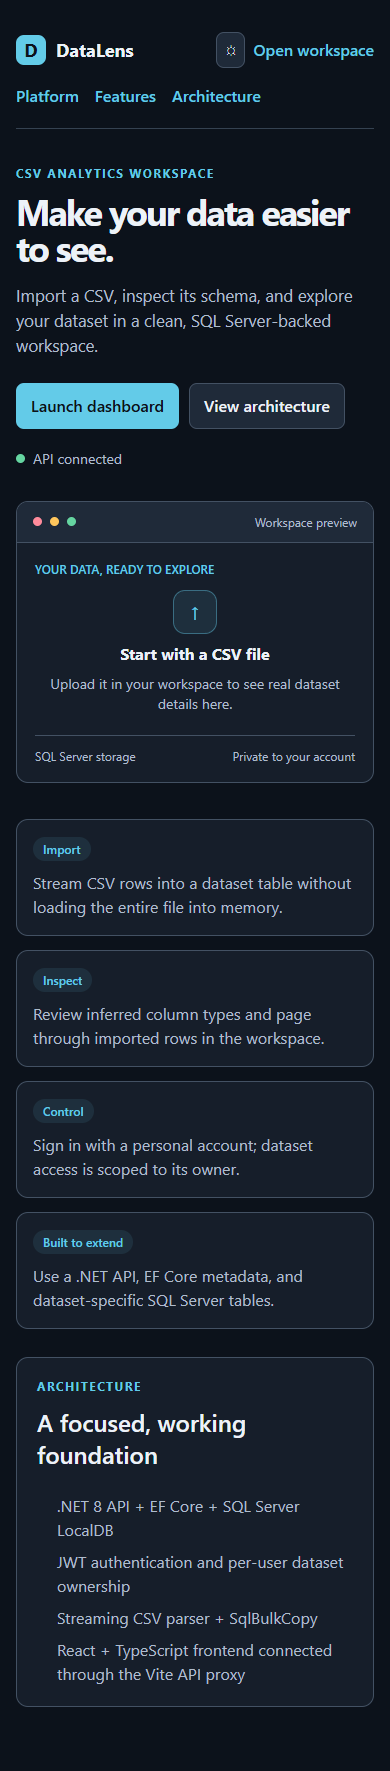 D DataLens
Open workspace
Platform Features Architecture
CSV ANALYTICS WORKSPACE
Make your data easier
to see.
Import a CSV, inspect its schema, and explore
your dataset in a clean, SQL Server-backed
workspace.
Launch dashboard
View architecture
API connected
Workspace preview
YOUR DATA, READY TO EXPLORE
↑
Start with a CSV file
Upload it in your workspace to see real dataset
details here.
SQL Server storage
Private to your account
Import
Stream CSV rows into a dataset table without
loading the entire file into memory.
Inspect
Review inferred column types and page
through imported rows in the workspace.
Control
Sign in with a personal account; dataset
access is scoped to its owner.
Built to extend
Use a .NET API, EF Core metadata, and
dataset-specific SQL Server tables.
ARCHITECTURE
A focused, working
foundation
.NET 8 API + EF Core + SQL Server
LocalDB
JWT authentication and per-user dataset
ownership
Streaming CSV parser + SqlBulkCopy
React + TypeScript frontend connected
through the Vite API proxy